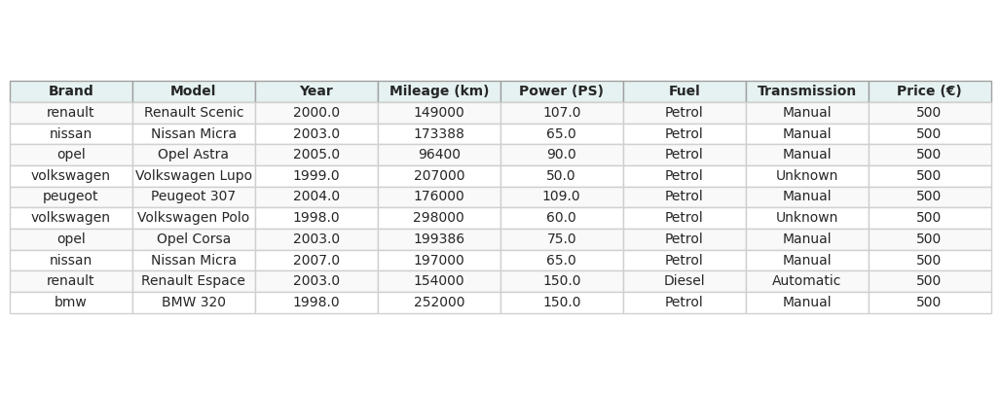 Brand Model Year Mileage (km) Power (PS) Fuel Transmission Price (€)
renault Renault Scenic 2000.0 149000 107.0 Petrol Manual 500
nissan Nissan Micra 2003.0 173388 65.0 Petrol Manual 500
opel Opel Astra 2005.0 96400 90.0 Petrol Manual 500
volkswagen Volkswagen Lupo 1999.0 207000 50.0 Petrol Unknown 500
peugeot Peugeot 307 2004.0 176000 109.0 Petrol Manual 500
volkswagen Volkswagen Polo 1998.0 298000 60.0 Petrol Unknown 500
opel Opel Corsa 2003.0 199386 75.0 Petrol Manual 500
nissan Nissan Micra 2007.0 197000 65.0 Petrol Manual 500
renault Renault Espace 2003.0 154000 150.0 Diesel Automatic 500
bmw BMW 320 1998.0 252000 150.0 Petrol Manual 500